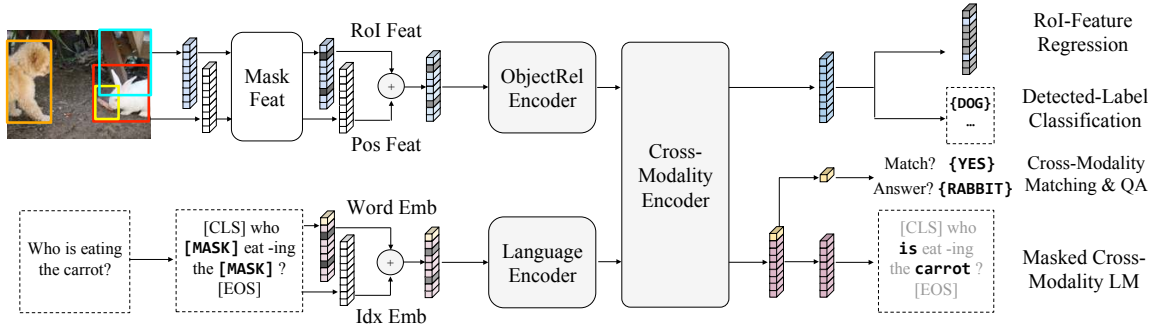 RoI Feat
Mask
Feat
Pos Feat
ObjectRel
Encoder
Cross-
Modality
Encoder
RoI-Feature
Regression
{DOG}
…
Detected-Label
Classification
Match? {YES}
Answer? {RABBIT}
Cross-Modality
Matching & QA
Who is eating
the carrot?
[CLS] who
[MASK] eat -ing
the [MASK] ?
[EOS]
Word Emb
Idx Emb
Language
Encoder
[CLS] who
is eat -ing
the carrot ?
[EOS]
Masked Cross-
Modality LM
+
+